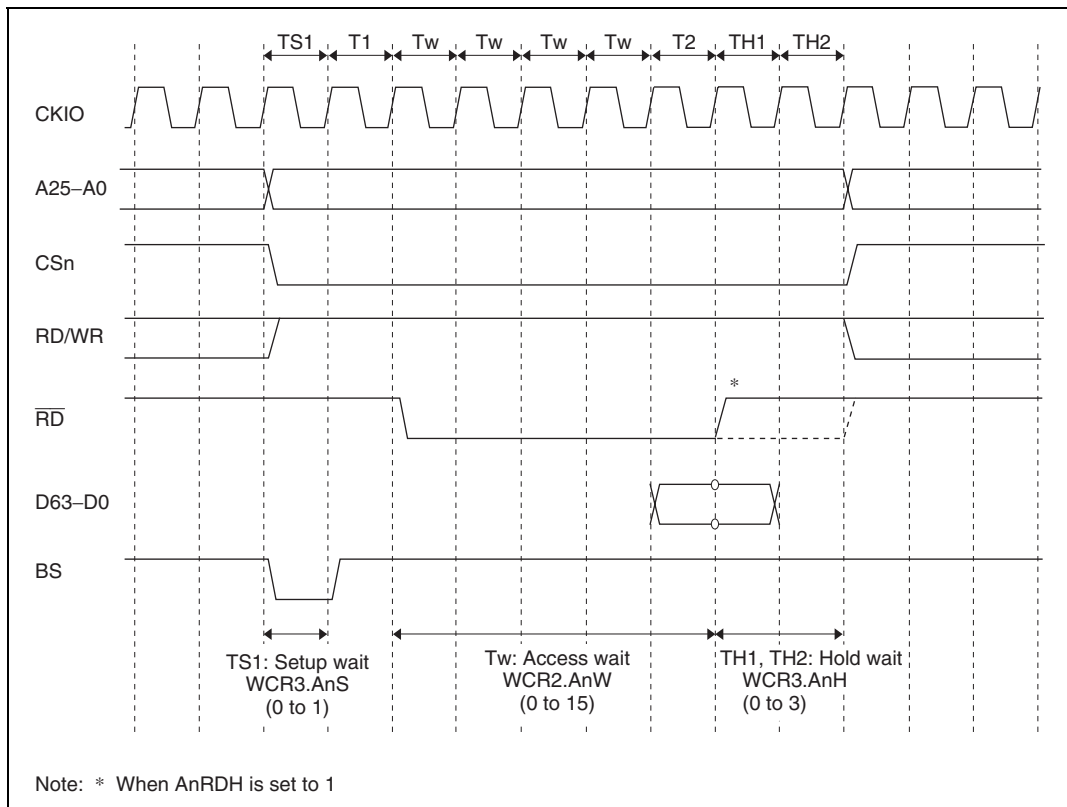 TS1 T1 Tw Tw Tw Tw T2 TH1 TH2
CKIO
A25–A0
CSn
RD/WR
*
RD
D63–D0
BS
TS1: Setup wait
WCR3.AnS
(0 to 1)
Tw: Access wait
WCR2.AnW
(0 to 15)
TH1, TH2: Hold wait
WCR3.AnH
(0 to 3)
Note: * When AnRDH is set to 1